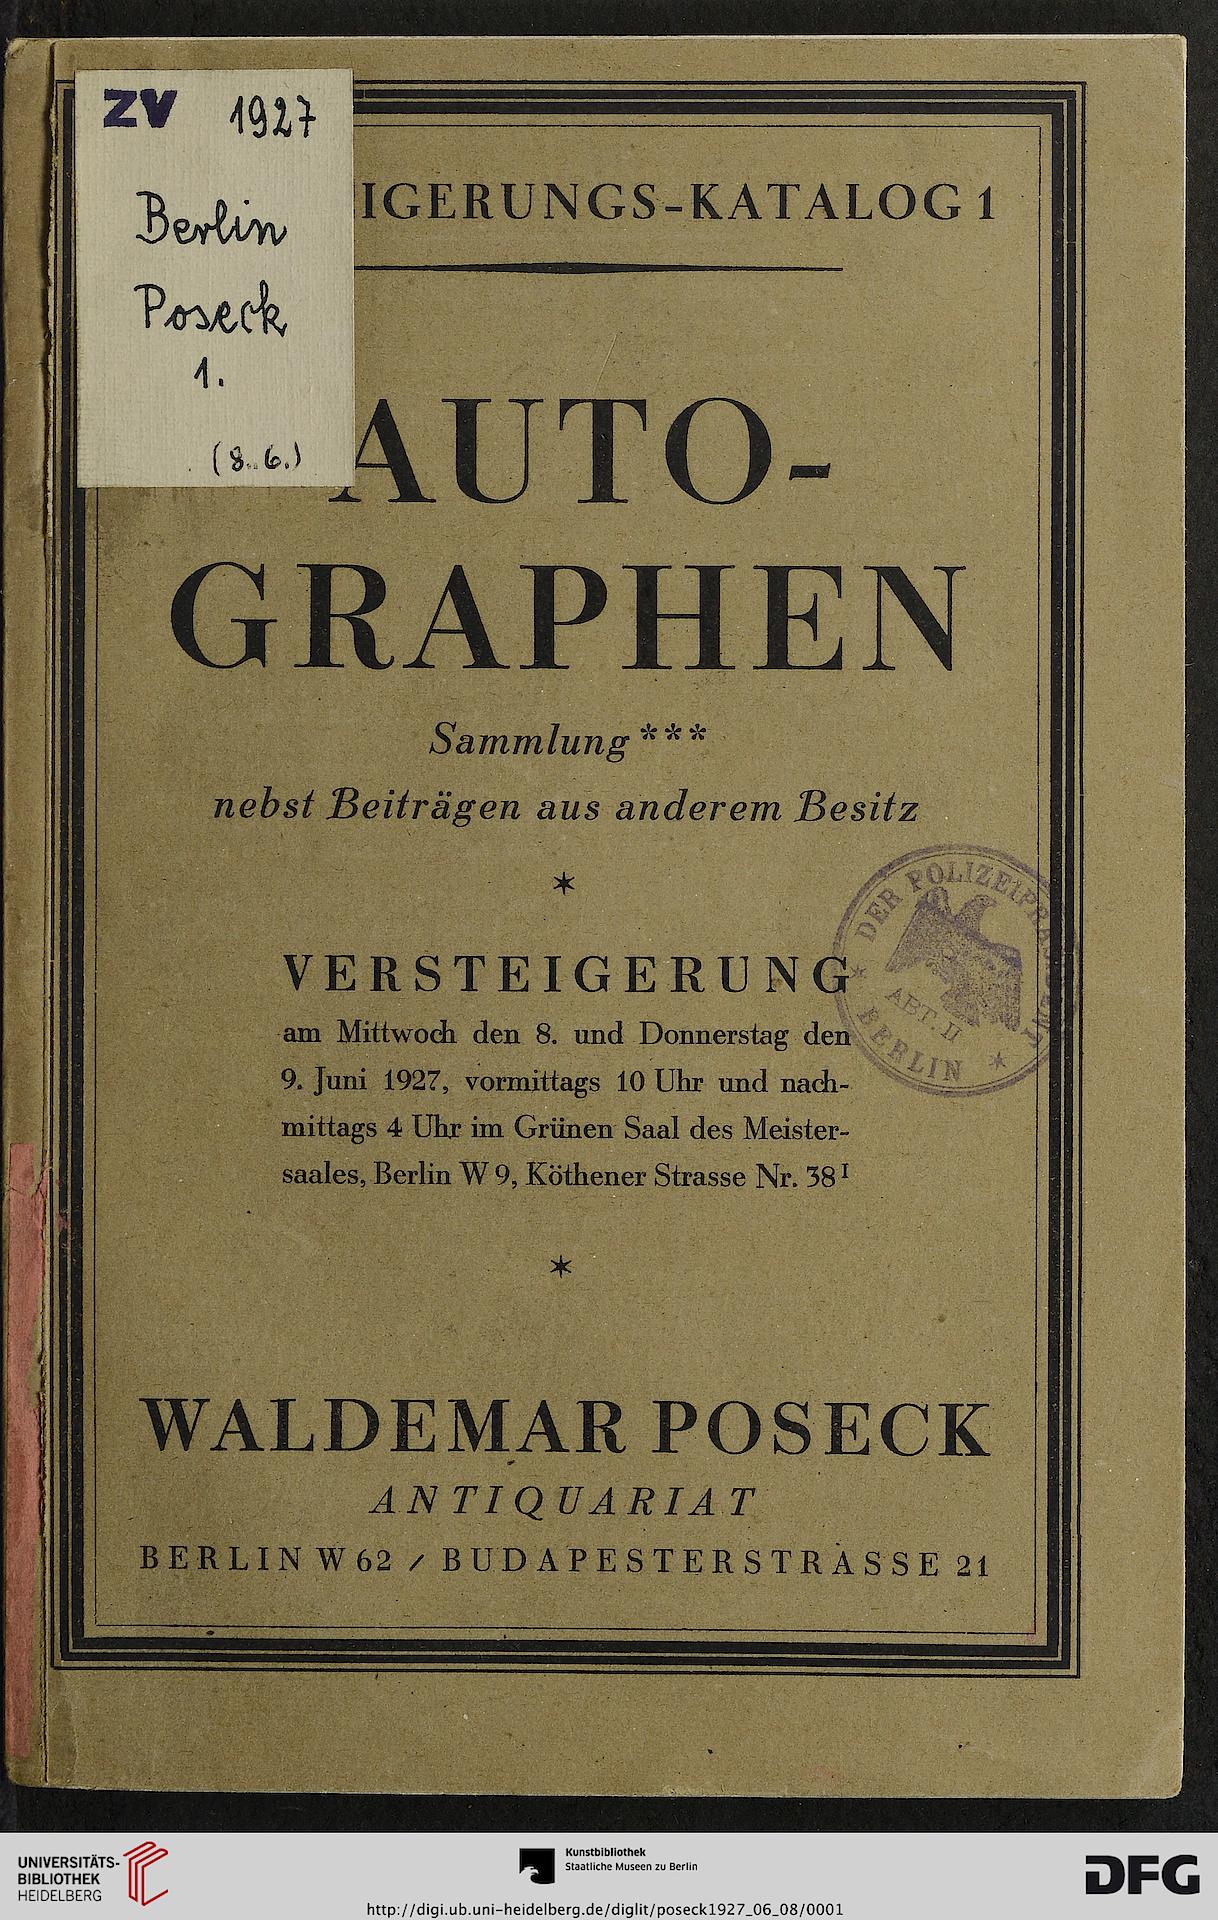 ZV 1927
Berlin
Poseck
1.
(8.-6.)
IGERUNGS-KATALOG 1
AUTO-
GRAPHEN
Sammlung ***
nebst Beiträgen aus anderem Besitz
*
VERSTEIGERUNG
am Mittwoch den 8. und Donnerstag den
9. Juni 1927, vormittags 10 Uhr und nach-
mittags 4 Uhr im Grünen Saal des Meister-
saales, Berlin W 9, Köthener Strasse Nr. 38 I
DER POLIZEIPRÄSIDENT
ABT II
* BERLIN *
*
WALDEMAR POSECK
ANTIQUARIAT
BERLIN W 62 / BUDAPESTERSTRASSE 21
UNIVERSITÄTS-
BIBLIOTHEK
HEIDELBERG
Kunstbibliothek
Staatliche Museen zu Berlin
DFG
http://digi.ub.uni-heidelberg.de/diglit/poseck1927_06_08/0001